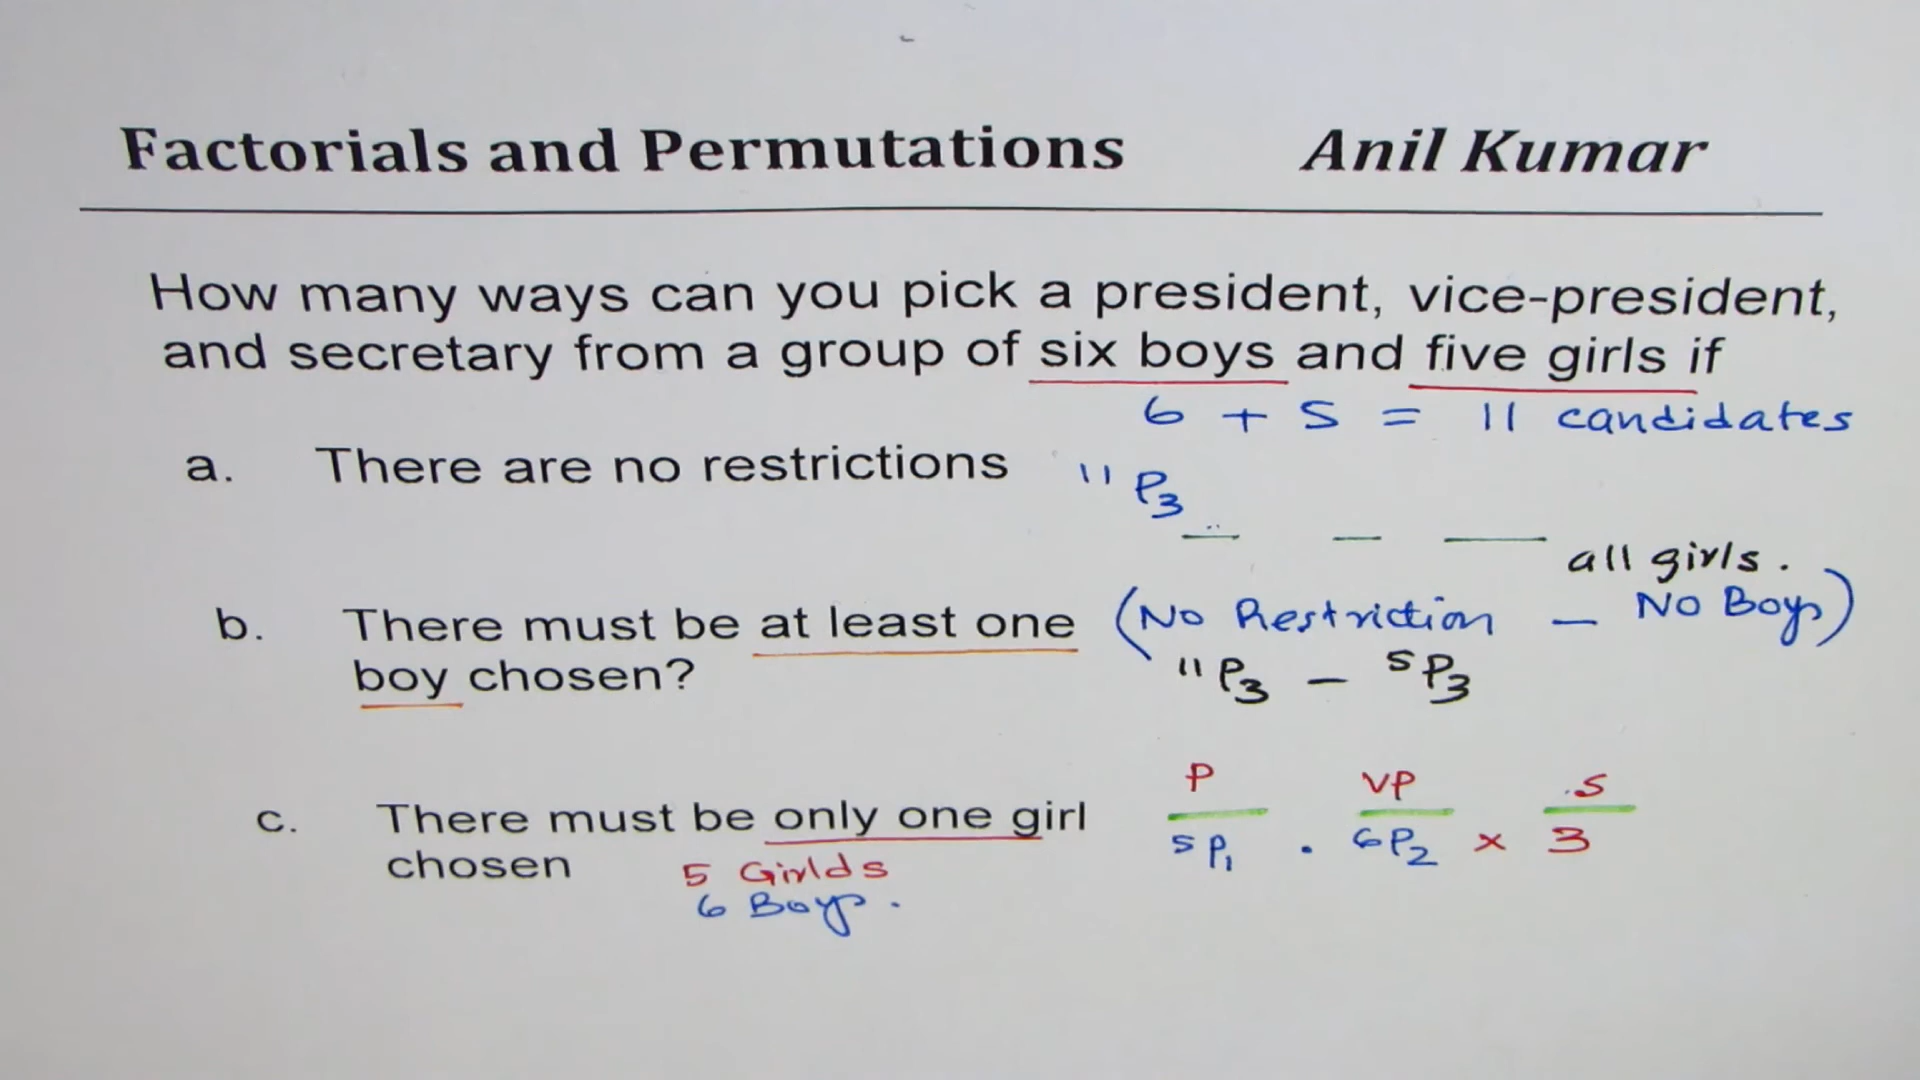 Factorials and Permutations Anil Kumar
How many ways can you pick a president, vice-president,
and secretary from a group of six boys and five girls if
6 + 5 = 11 candidates
a. There are no restrictions 11P3
all girls.
b. There must be at least one (No Restriction — No Boys)
boy chosen? 11P3 — 5P3
P VP S
c. There must be only one girl 5P1 . 6P2 x 3
chosen 5 Girlds
6 Boys.